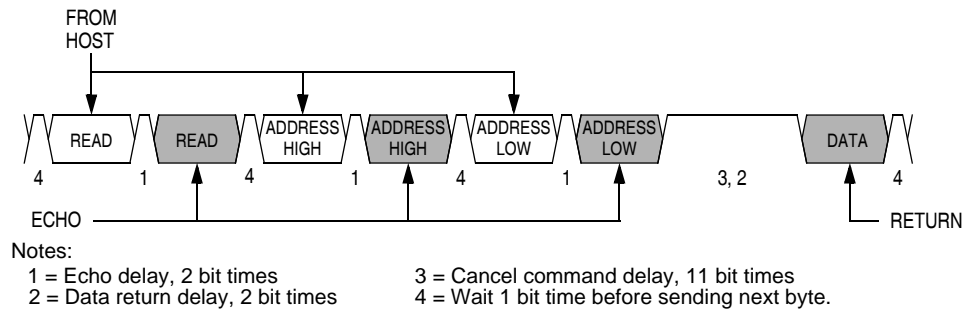 FROM
HOST
READ READ ADDRESS HIGH ADDRESS HIGH ADDRESS LOW ADDRESS LOW DATA
4 1 4 1 4 1 3, 2 4
ECHO RETURN
Notes:
1 = Echo delay, 2 bit times 3 = Cancel command delay, 11 bit times
2 = Data return delay, 2 bit times 4 = Wait 1 bit time before sending next byte.